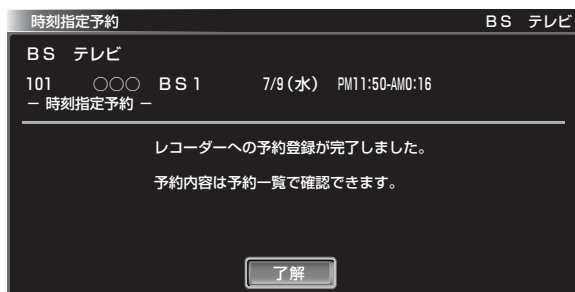 時刻指定予約 BS テレビ
BS テレビ
101 ○○○ BS1 7/9(水) PM11:50-AM0:16
− 時刻指定予約 −
レコーダーへの予約登録が完了しました。
予約内容は予約一覧で確認できます。
了解